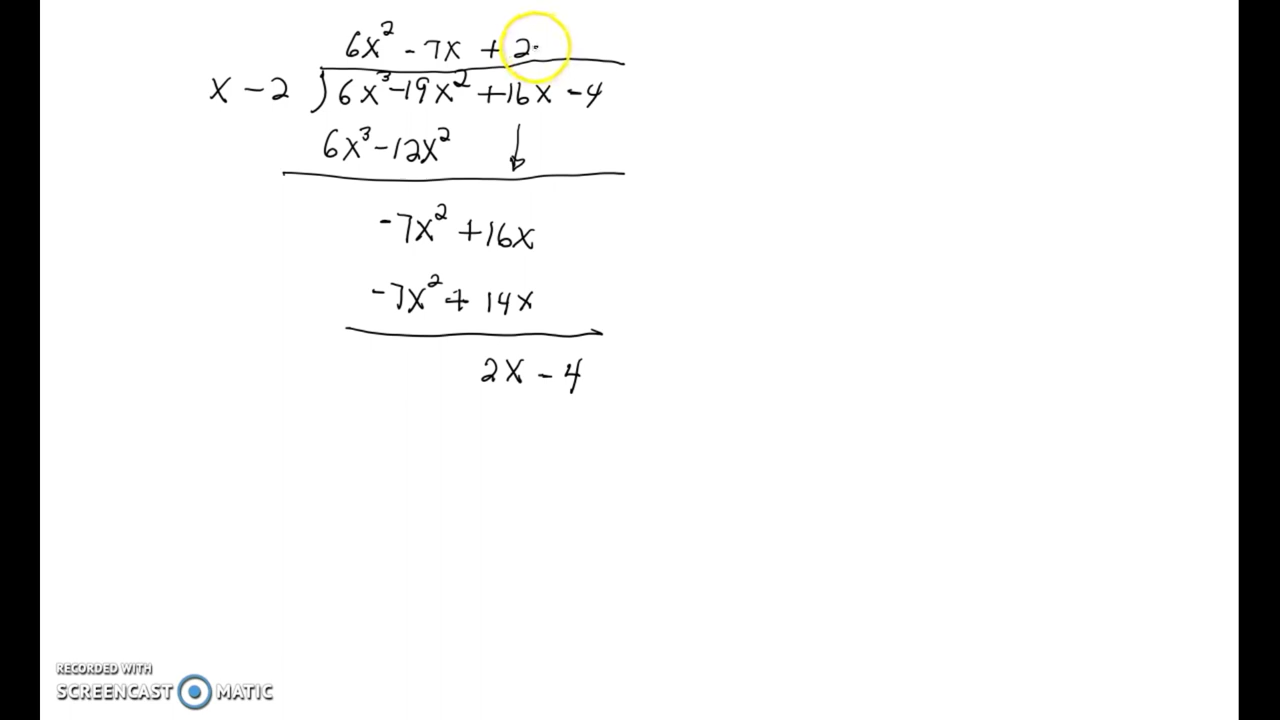 6x² - 7x + 2
x - 2 ) 6x³ - 19x² + 16x - 4
6x³ - 12x²
-7x² + 16x
-7x² + 14x
2x - 4
RECORDED WITH
SCREENCAST MATIC